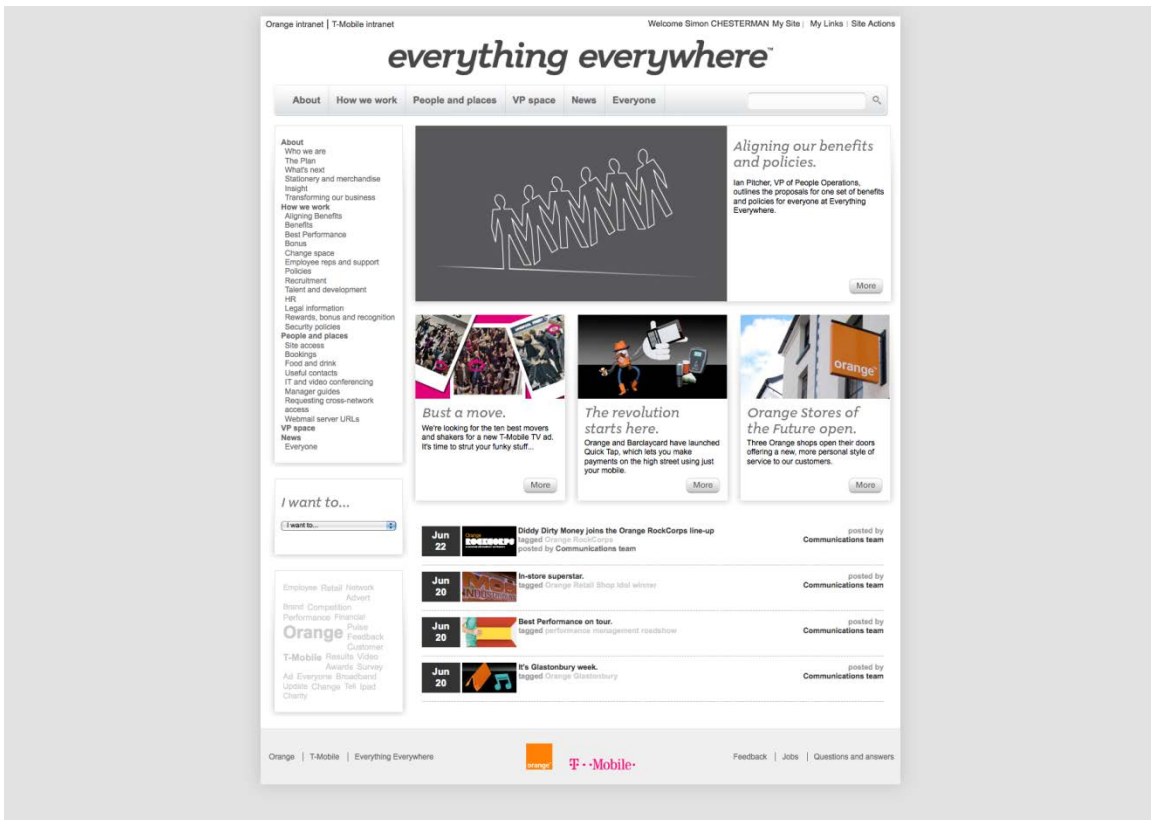 Orange intranet | T-Mobile intranet
Welcome Simon CHESTERMAN My Site | My Links | Site Actions
everything everywhere™
About How we work People and places VP space News Everyone
About
Who we are
The Plan
What's next
Stationery and merchandise
Insight
Transforming our business
How we work
Aligning Benefits
Benefits
Best Performance
Bonus
Change space
Employee reps and support
Policies
Recruitment
Talent and development
HR
Legal information
Rewards, bonus and recognition
Security policies
People and places
Site access
Bookings
Food and drink
Useful contacts
IT and video conferencing
Manager guides
Requesting cross-network
access
Webmail server URLs
VP space
News
Everyone
Aligning our benefits
and policies.
Ian Pitcher, VP of People Operations,
outlines the proposals for one set of benefits
and policies for everyone at Everything
Everywhere.
More
Bust a move.
We're looking for the ten best movers
and shakers for a new T-Mobile TV ad.
It's time to strut your funky stuff...
More
The revolution
starts here.
Orange and Barclaycard have launched
Quick Tap, which lets you make
payments on the high street using just
your mobile.
More
orange™
Orange Stores of
the Future open.
Three Orange shops open their doors
offering a new, more personal style of
service to our customers.
More
I want to...
I want to...
Employee Retail Network
Advert
Brand Competition
Performance Financial
Orange Pulse
Feedback
Customer
T-Mobile Results Video
Awards Survey
Ad Everyone Broadband
Update Change Tell Ipad
Charity
Jun
22
Orange
ROCKCORPS
Diddy Dirty Money joins the Orange RockCorps line-up
tagged Orange RockCorps
posted by Communications team
posted by
Communications team
Jun
20
In-store superstar.
tagged Orange Retail Shop Idol winner
posted by
Communications team
Jun
20
Best Performance on tour.
tagged performance management roadshow
posted by
Communications team
Jun
20
It's Glastonbury week.
tagged Orange Glastonbury
posted by
Communications team
Orange | T-Mobile | Everything Everywhere
orange™
T··Mobile·
Feedback | Jobs | Questions and answers